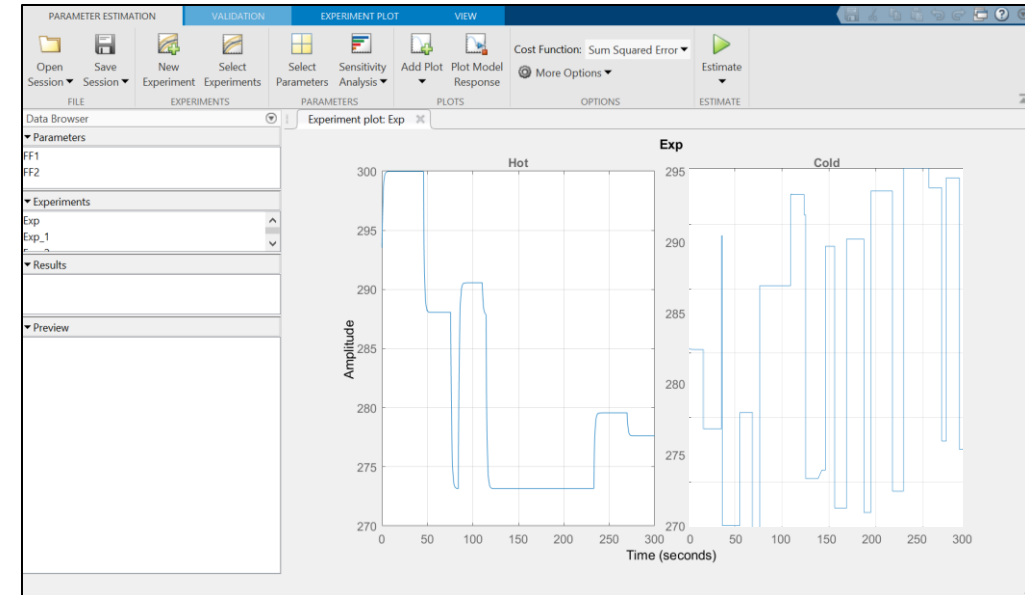 PARAMETER ESTIMATION VALIDATION EXPERIMENT PLOT VIEW
Open Session Save Session New Experiment Select Experiments Select Parameters Sensitivity Analysis Add Plot Plot Model Response Cost Function: Sum Squared Error Estimate
More Options
FILE EXPERIMENTS PARAMETERS PLOTS OPTIONS ESTIMATE
Data Browser
Experiment plot: Exp
Parameters
FF1
FF2
Experiments
Exp
Exp_1
Results
Preview
Exp
Hot Cold
Amplitude
300
295
290
285
280
275
270
0 50 100 150 200 250 300
295
290
285
280
275
270
0 50 100 150 200 250 300
Time (seconds)